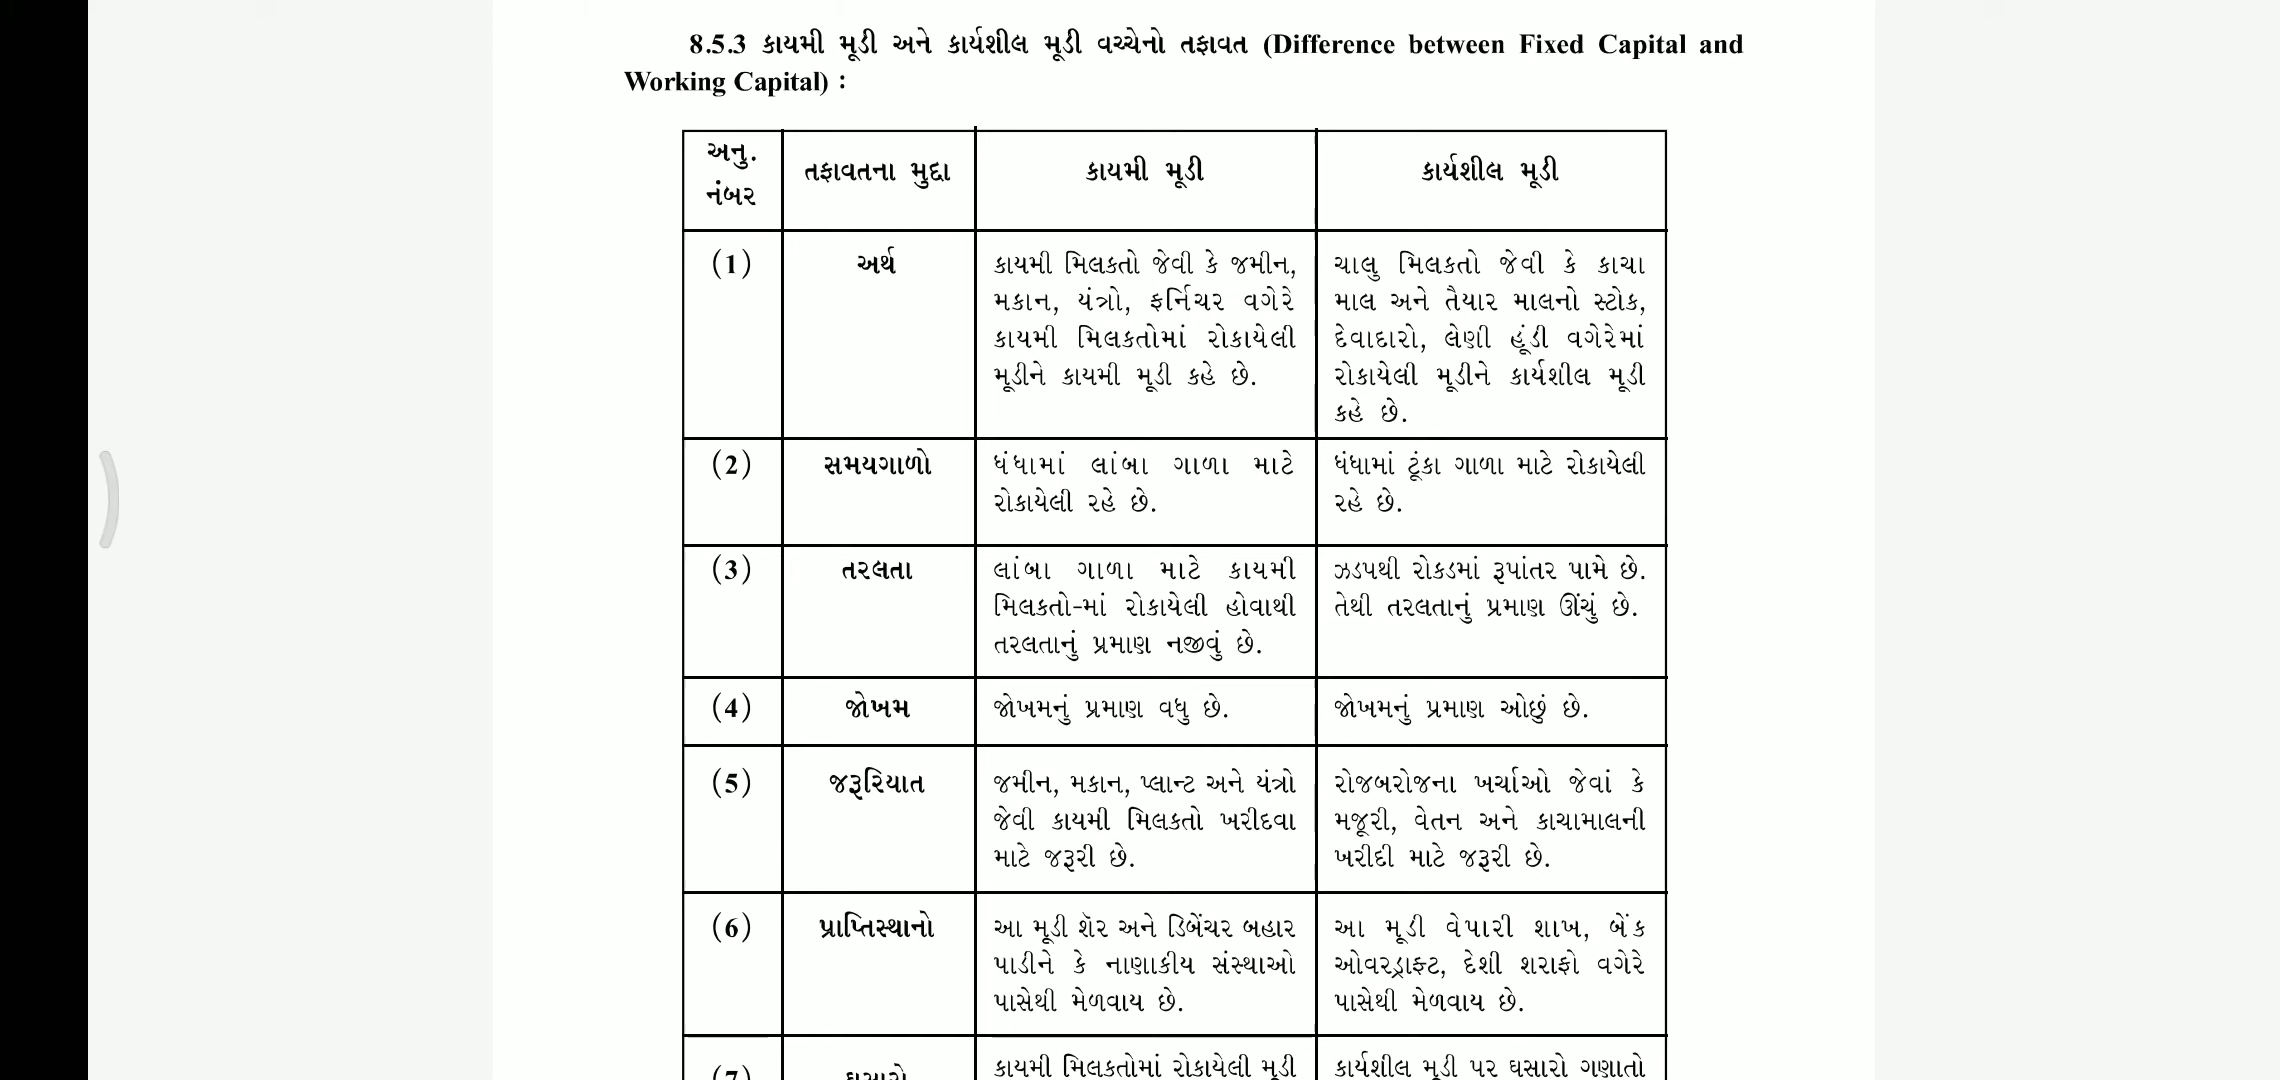 8.5.3 કાયમી મૂડી અને કાર્યશીલ મૂડી વચ્ચેનો તફાવત (Difference between Fixed Capital and
Working Capital) :
અનુ.
નંબર
તફાવતના મુદ્દા
કાયમી મૂડી
કાર્યશીલ મૂડી
(1)
અર્થ
કાયમી મિલકતો જેવી કે જમીન,
મકાન, યંત્રો, ફર્નિચર વગેરે
કાયમી મિલકતોમાં રોકાયેલી
મૂડીને કાયમી મૂડી કહે છે.
ચાલુ મિલકતો જેવી કે કાચા
માલ અને તૈયાર માલનો સ્ટોક,
દેવાદારો, લેણી હૂંડી વગેરેમાં
રોકાયેલી મૂડીને કાર્યશીલ મૂડી
કહે છે.
(2)
સમયગાળો
ધંધામાં લાંબા ગાળા માટે
રોકાયેલી રહે છે.
ધંધામાં ટૂંકા ગાળા માટે રોકાયેલી
રહે છે.
(3)
તરલતા
લાંબા ગાળા માટે કાયમી
મિલકતો-માં રોકાયેલી હોવાથી
તરલતાનું પ્રમાણ નજીવું છે.
ઝડપથી રોકડમાં રૂપાંતર પામે છે.
તેથી તરલતાનું પ્રમાણ ઊંચું છે.
(4)
જોખમ
જોખમનું પ્રમાણ વધુ છે.
જોખમનું પ્રમાણ ઓછું છે.
(5)
જરૂરિયાત
જમીન, મકાન, પ્લાન્ટ અને યંત્રો
જેવી કાયમી મિલકતો ખરીદવા
માટે જરૂરી છે.
રોજબરોજના ખર્ચાઓ જેવાં કે
મજૂરી, વેતન અને કાચામાલની
ખરીદી માટે જરૂરી છે.
(6)
પ્રાપ્તિસ્થાનો
આ મૂડી શૅર અને ડિબેંચર બહાર
પાડીને કે નાણાકીય સંસ્થાઓ
પાસેથી મેળવાય છે.
આ મૂડી વેપારી શાખ, બેંક
ઓવરડ્રાફ્ટ, દેશી શરાફો વગેરે
પાસેથી મેળવાય છે.
(7)
ઘસારો
કાયમી મિલકતોમાં રોકાયેલી મૂડી
કાર્યશીલ મૂડી પર ઘસારો ગણાતો